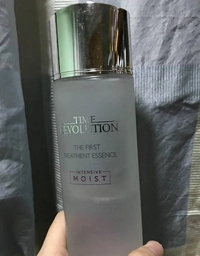 TIME
EVOLUTION
THE FIRST
TREATMENT ESSENCE
INTENSIVE
MOIST